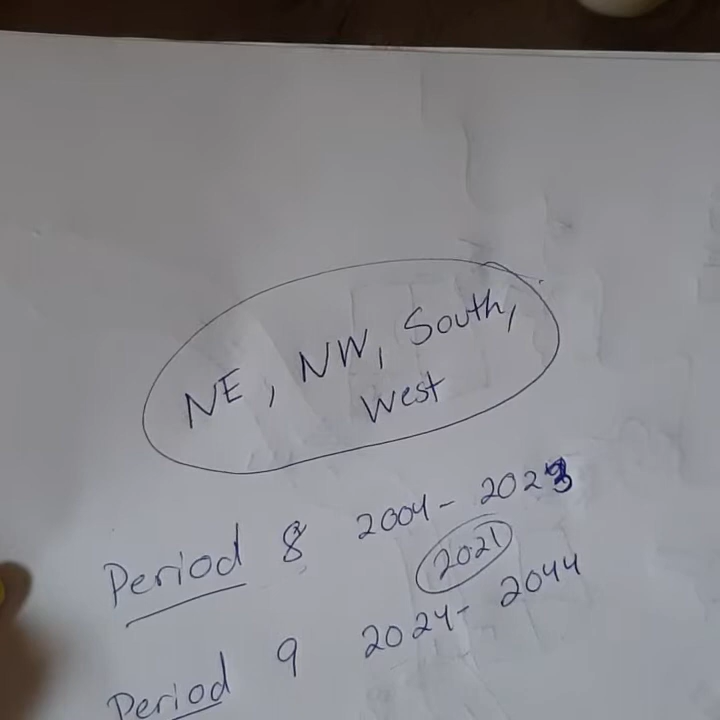 NE, NW, South,
West
Period 8 2004-2023
2021
Period 9 2024-2044